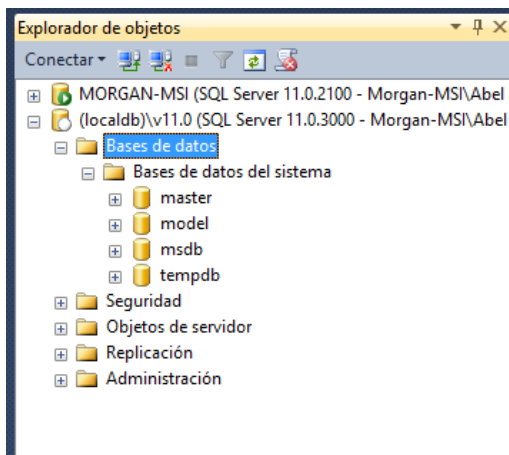 Explorador de objetos
Conectar
MORGAN-MSI (SQL Server 11.0.2100 - Morgan-MSI\Abel
(localdb)\v11.0 (SQL Server 11.0.3000 - Morgan-MSI\Abel
Bases de datos
Bases de datos del sistema
master
model
msdb
tempdb
Seguridad
Objetos de servidor
Replicación
Administración